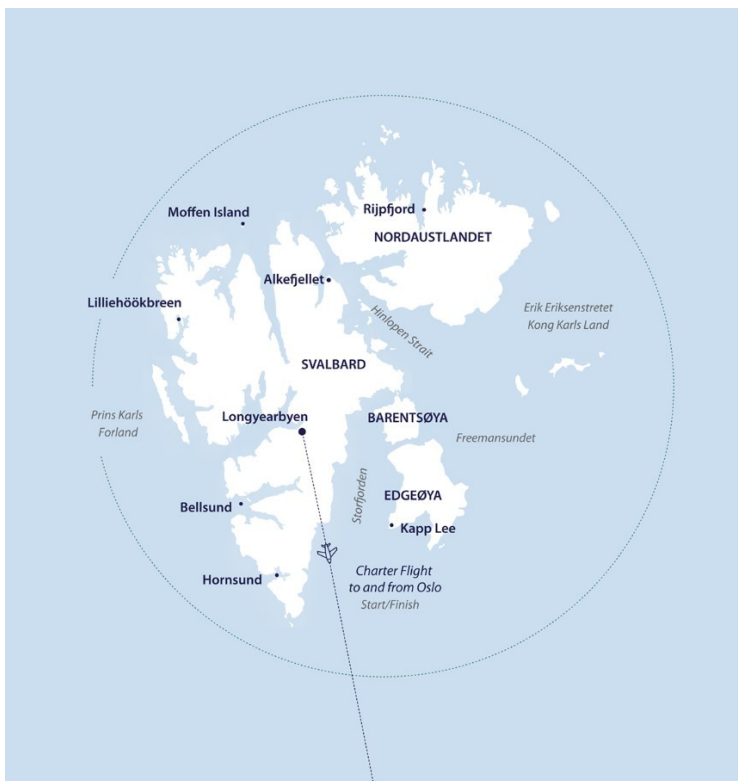 Moffen Island
Rijpfjord
NORDAUSTLANDET
Alkefjellet
Lilliehöökbreen
Hinlopen Strait
Erik Eriksenstretet
Kong Karls Land
SVALBARD
Prins Karls
Forland
Longyearbyen
BARENTSØYA
Freemansundet
Storfjorden
EDGEØYA
Bellsund
Kapp Lee
Hornsund
Charter Flight
to and from Oslo
Start/Finish